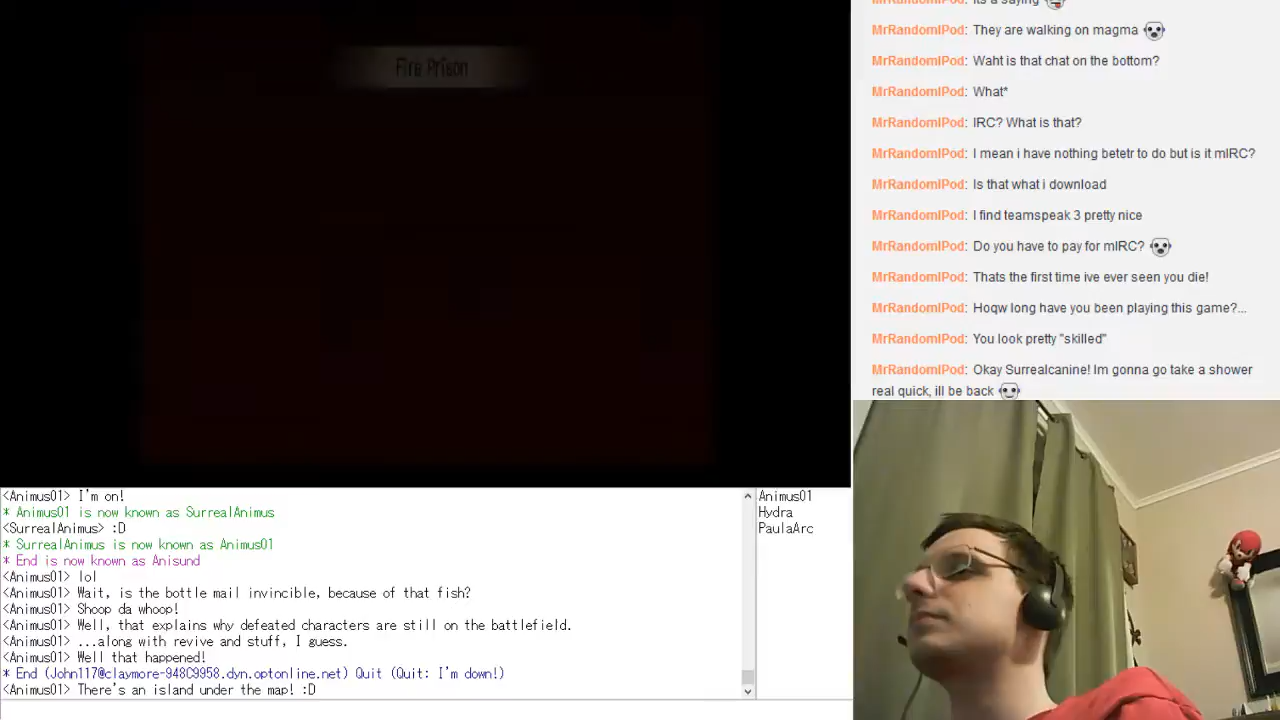 Fire Prison
MrRandomIPod: Its a saying
MrRandomIPod: They are walking on magma
MrRandomIPod: Waht is that chat on the bottom?
MrRandomIPod: What*
MrRandomIPod: IRC? What is that?
MrRandomIPod: I mean i have nothing betetr to do but is it mIRC?
MrRandomIPod: Is that what i download
MrRandomIPod: I find teamspeak 3 pretty nice
MrRandomIPod: Do you have to pay for mIRC?
MrRandomIPod: Thats the first time ive ever seen you die!
MrRandomIPod: Hoqw long have you been playing this game?...
MrRandomIPod: You look pretty "skilled"
MrRandomIPod: Okay Surrealcanine! Im gonna go take a shower
real quick, ill be back
<Animus01> I'm on!
* Animus01 is now known as SurrealAnimus
<SurrealAnimus> :D
* SurrealAnimus is now known as Animus01
* End is now known as Anisund
<Animus01> lol
<Animus01> Wait, is the bottle mail invincible, because of that fish?
<Animus01> Shoop da whoop!
<Animus01> Well, that explains why defeated characters are still on the battlefield.
<Animus01> ...along with revive and stuff, I guess.
<Animus01> Well that happened!
* End (John117@claymore-948C9958.dyn.optonline.net) Quit (Quit: I'm down!)
<Animus01> There's an island under the map! :D
Animus01
Hydra
PaulaArc